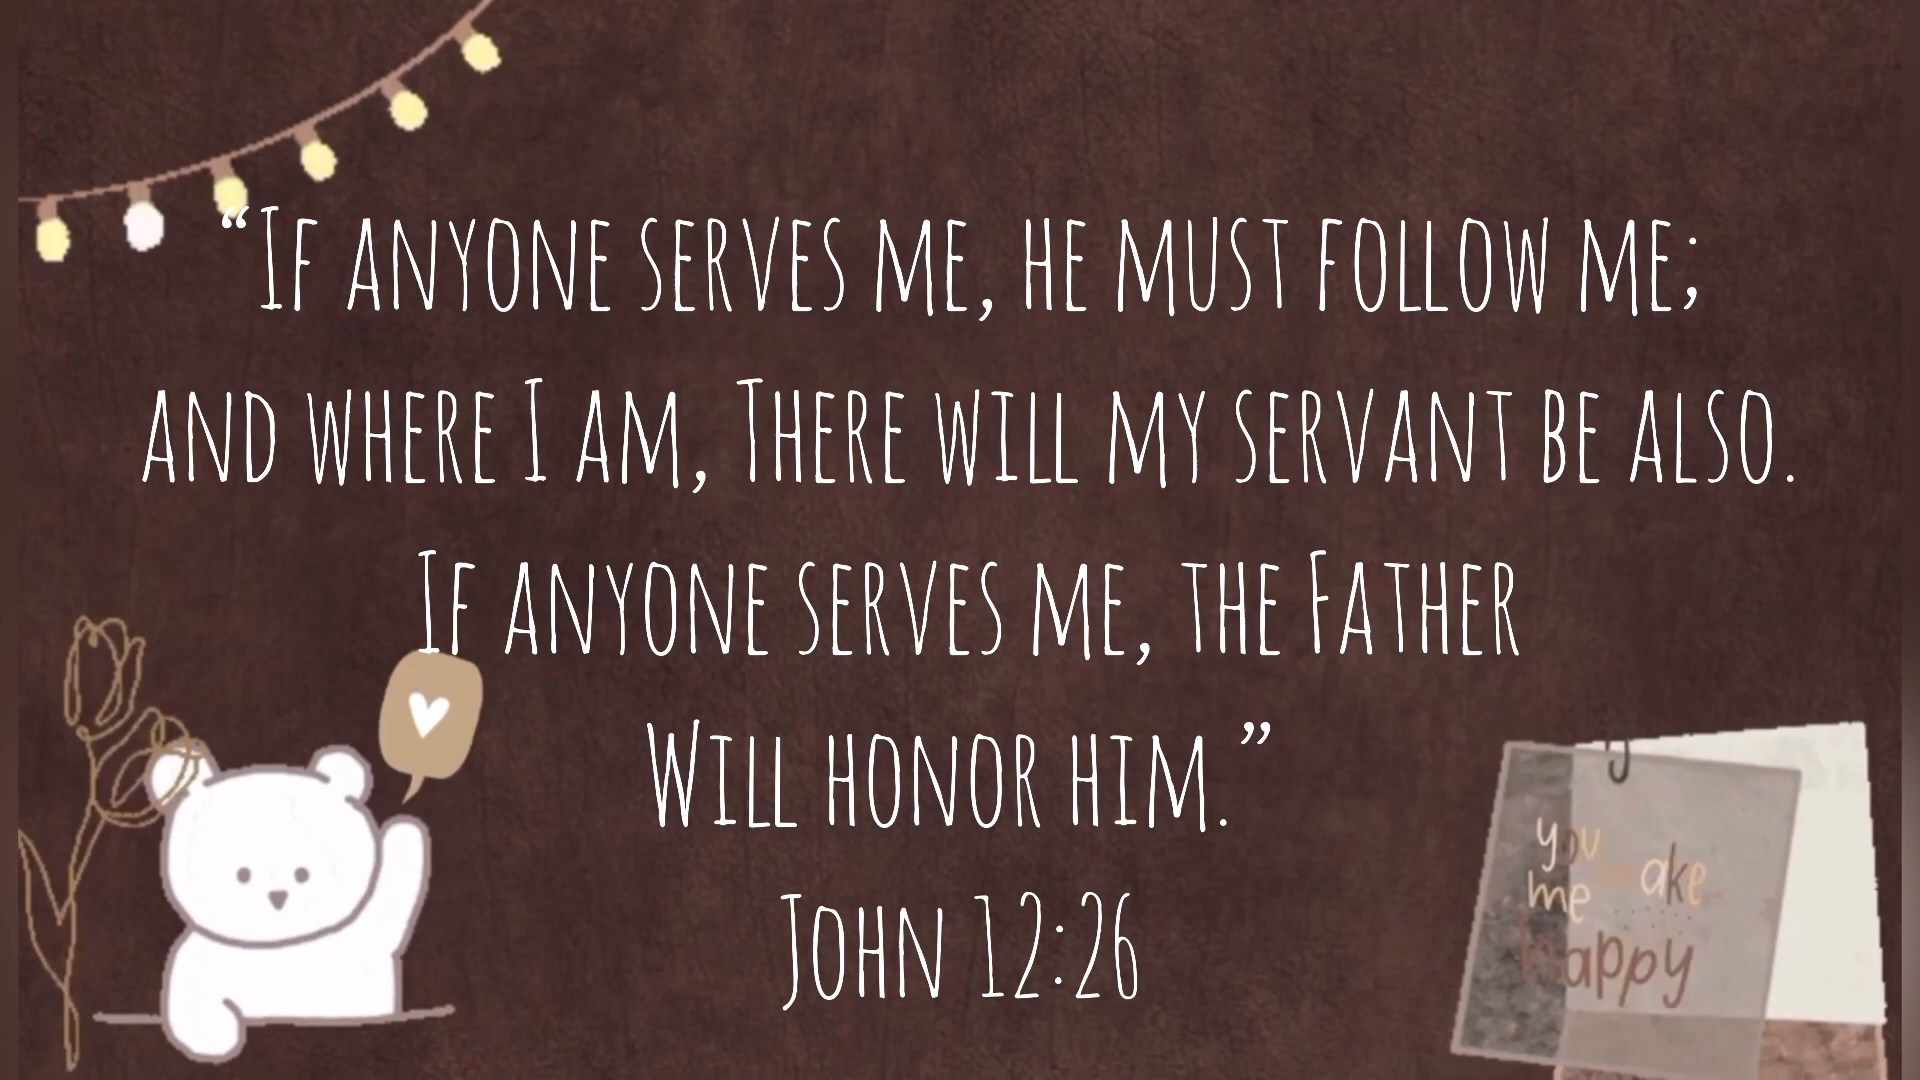 “If anyone serves me, he must follow me;
and where I am, There will my servant be also.
If anyone serves me, the Father
Will honor him.”
John 12:26
you make
me
happy